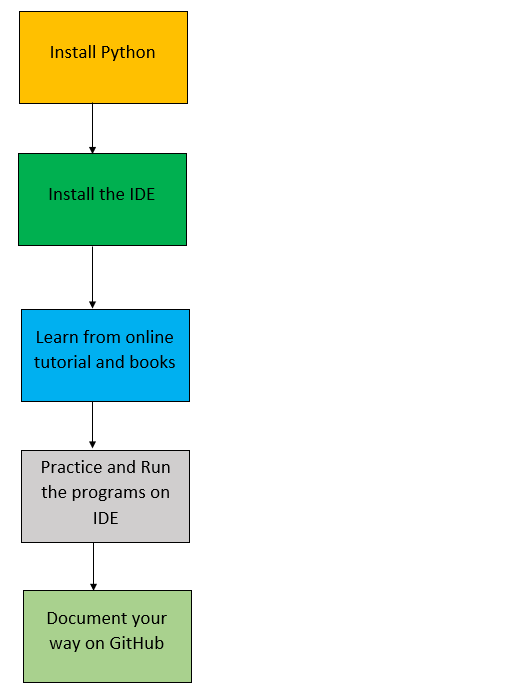 Install Python
Install the IDE
Learn from online
tutorial and books
Practice and Run
the programs on
IDE
Document your
way on GitHub